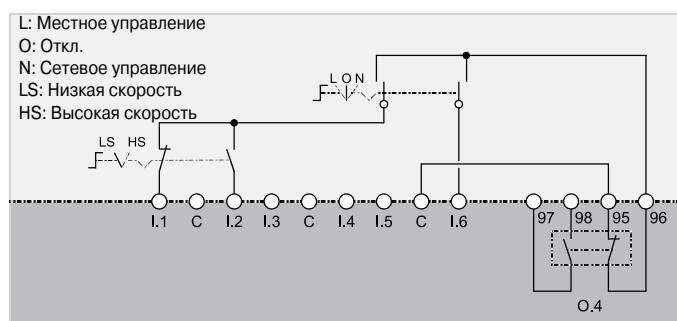 L: Местное управление
O: Откл.
N: Сетевое управление
LS: Низкая скорость
HS: Высокая скорость
L O N
LS HS
I.1 C I.2 I.3 C I.4 I.5 C I.6 97 98 95 96
O.4